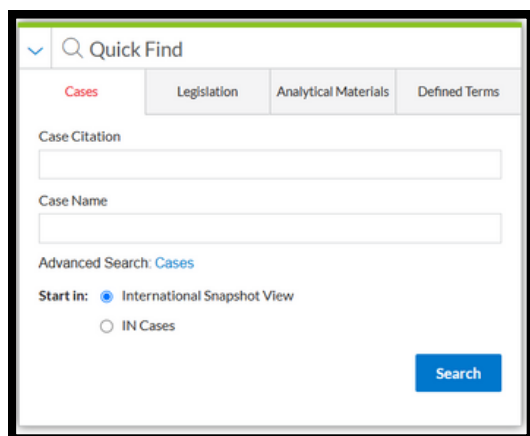 Quick Find
Cases Legislation Analytical Materials Defined Terms
Case Citation
Case Name
Advanced Search: Cases
Start in: International Snapshot View
IN Cases
Search